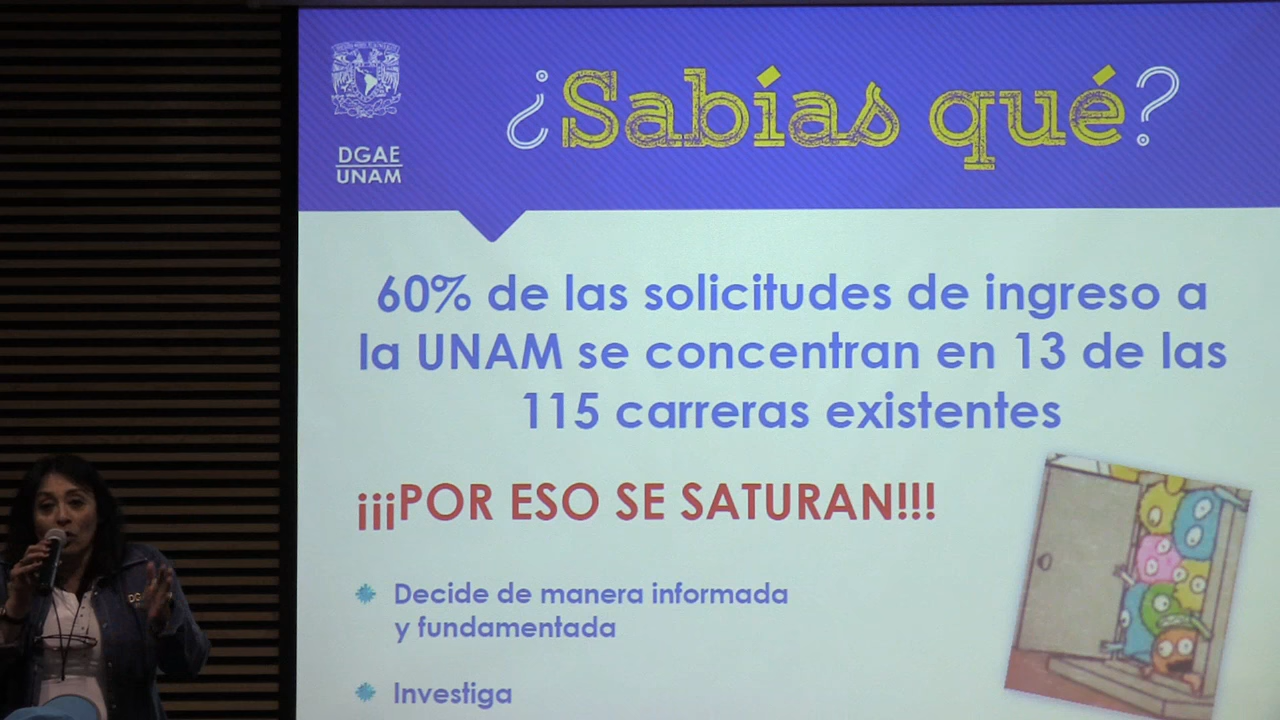 ¿Sabías qué?
DGAE
UNAM
60% de las solicitudes de ingreso a
la UNAM se concentran en 13 de las
115 carreras existentes
¡¡¡POR ESO SE SATURAN!!!
Decide de manera informada
y fundamentada
Investiga